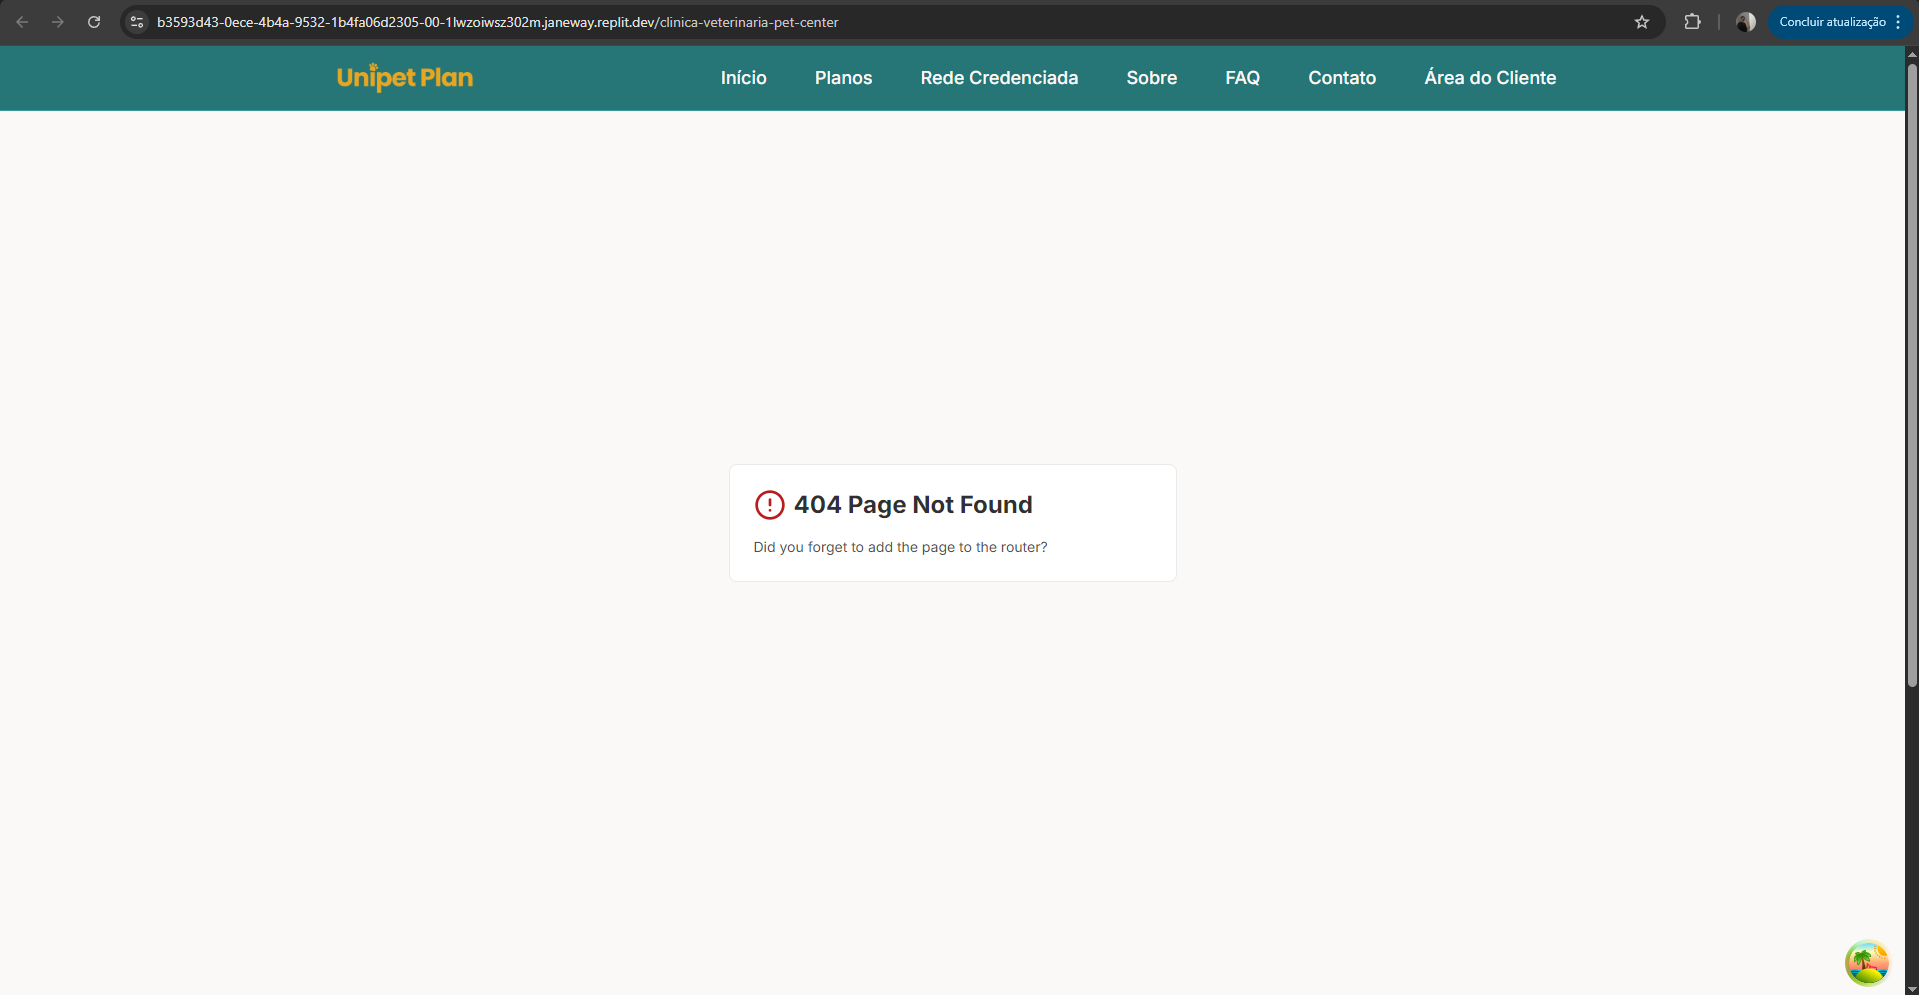 b3593d43-0ece-4b4a-9532-1b4fa06d2305-00-1lwzoiwsz302m.janeway.replit.dev/clinica-veterinaria-pet-center
Concluir atualização
Unipet Plan
Início Planos Rede Credenciada Sobre FAQ Contato Área do Cliente
404 Page Not Found
Did you forget to add the page to the router?